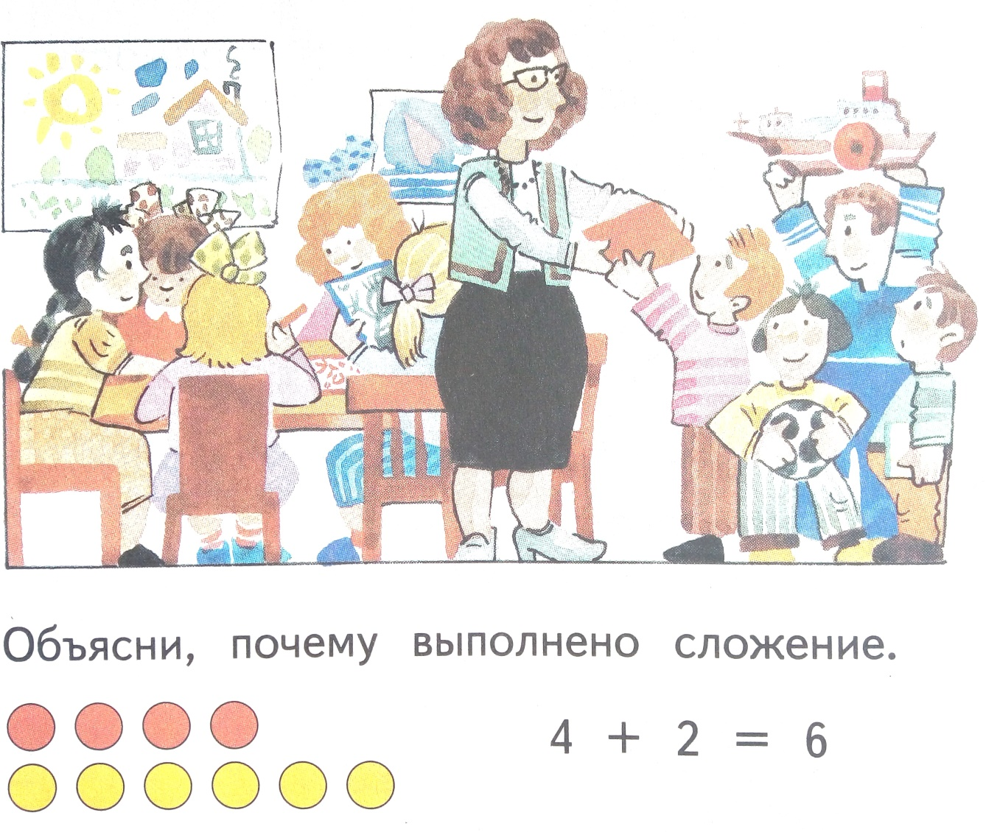 Объясни, почему выполнено сложение.
4 + 2 = 6